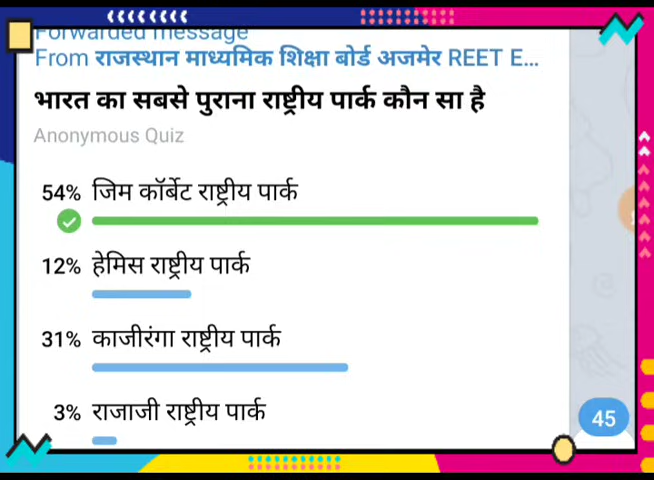 Forwarded message
From राजस्थान माध्यमिक शिक्षा बोर्ड अजमेर REET E...
भारत का सबसे पुराना राष्ट्रीय पार्क कौन सा है
Anonymous Quiz
54% जिम कॉर्बेट राष्ट्रीय पार्क
12% हेमिस राष्ट्रीय पार्क
31% काजीरंगा राष्ट्रीय पार्क
3% राजाजी राष्ट्रीय पार्क
45